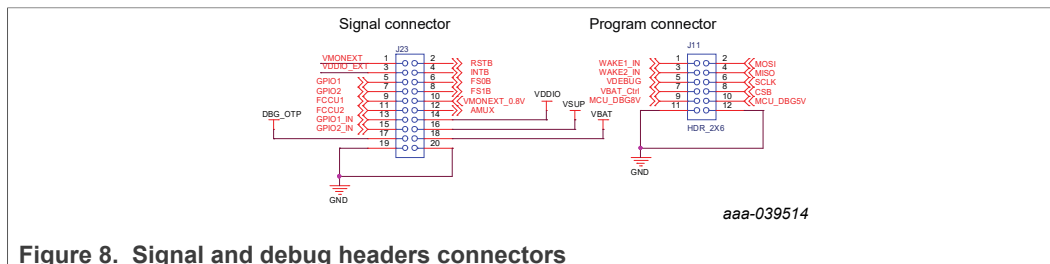 Signal connector Program connector
J23 J11
VMONEXT 1 2 RSTB
VDDIO_EXT 3 4 INTB
GPIO1 5 6 FS0B
GPIO2 7 8 FS1B
FCCU1 9 10 VMONEXT_0.8V
FCCU2 11 12 AMUX
GPIO1_IN 13 14 VDDIO
GPIO2_IN 15 16 VSUP
DBG_OTP 17 18 VBAT
19 20
GND
WAKE1_IN 1 2 MOSI
WAKE2_IN 3 4 MISO
VDEBUG 5 6 SCLK
VBAT_Ctrl 7 8 CSB
MCU_DBG8V 9 10 MCU_DBG5V
11 12
HDR_2X6
GND
aaa-039514
Figure 8. Signal and debug headers connectors